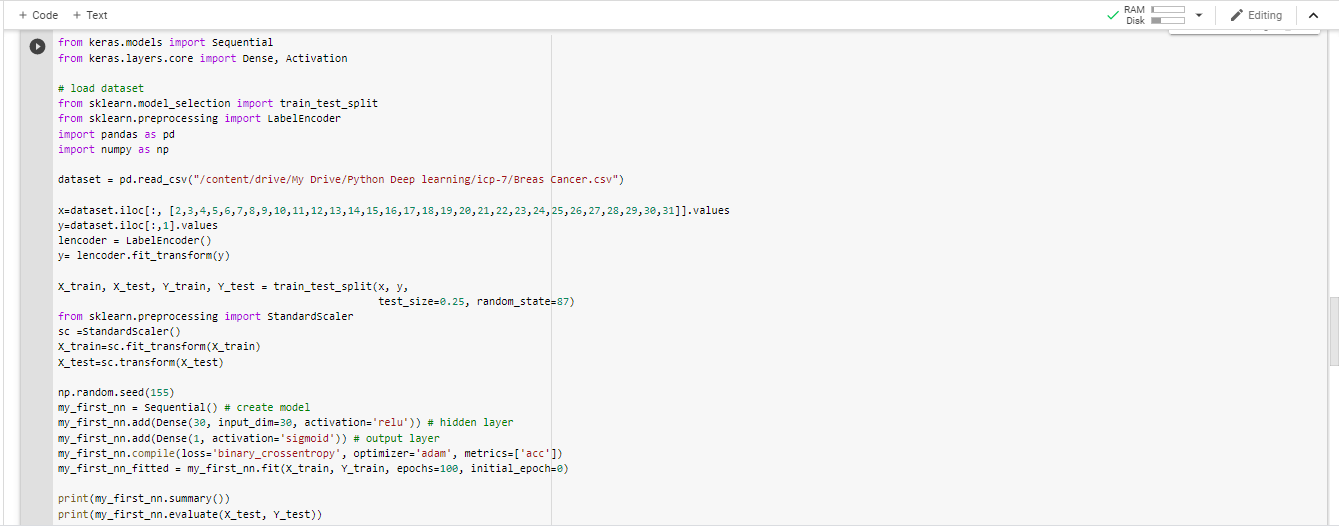 + Code + Text
RAM
Disk
Editing
from keras.models import Sequential
from keras.layers.core import Dense, Activation
# load dataset
from sklearn.model_selection import train_test_split
from sklearn.preprocessing import LabelEncoder
import pandas as pd
import numpy as np
dataset = pd.read_csv("/content/drive/My Drive/Python Deep learning/icp-7/Breas Cancer.csv")
x=dataset.iloc[:, [2,3,4,5,6,7,8,9,10,11,12,13,14,15,16,17,18,19,20,21,22,23,24,25,26,27,28,29,30,31]].values
y=dataset.iloc[:,1].values
lencoder = LabelEncoder()
y= lencoder.fit_transform(y)
X_train, X_test, Y_train, Y_test = train_test_split(x, y,
test_size=0.25, random_state=87)
from sklearn.preprocessing import StandardScaler
sc =StandardScaler()
X_train=sc.fit_transform(X_train)
X_test=sc.transform(X_test)
np.random.seed(155)
my_first_nn = Sequential() # create model
my_first_nn.add(Dense(30, input_dim=30, activation='relu')) # hidden layer
my_first_nn.add(Dense(1, activation='sigmoid')) # output layer
my_first_nn.compile(loss='binary_crossentropy', optimizer='adam', metrics=['acc'])
my_first_nn_fitted = my_first_nn.fit(X_train, Y_train, epochs=100, initial_epoch=0)
print(my_first_nn.summary())
print(my_first_nn.evaluate(X_test, Y_test))